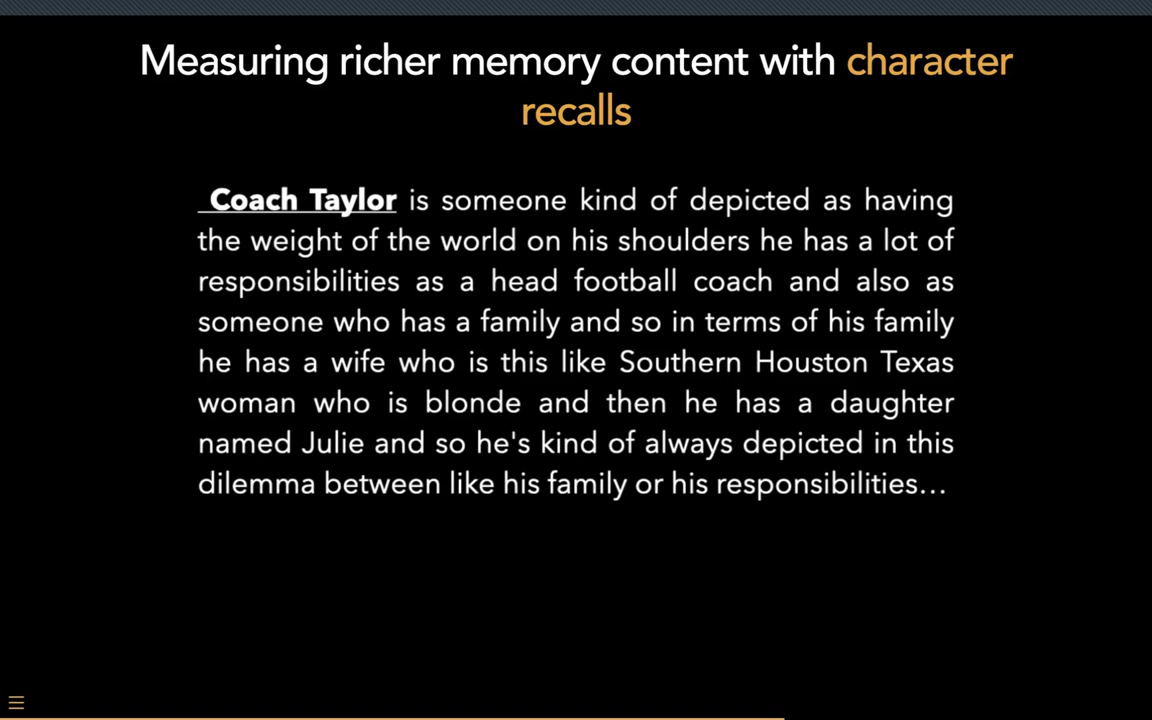 Measuring richer memory content with character
recalls
Coach Taylor is someone kind of depicted as having
the weight of the world on his shoulders he has a lot of
responsibilities as a head football coach and also as
someone who has a family and so in terms of his family
he has a wife who is this like Southern Houston Texas
woman who is blonde and then he has a daughter
named Julie and so he's kind of always depicted in this
dilemma between like his family or his responsibilities…